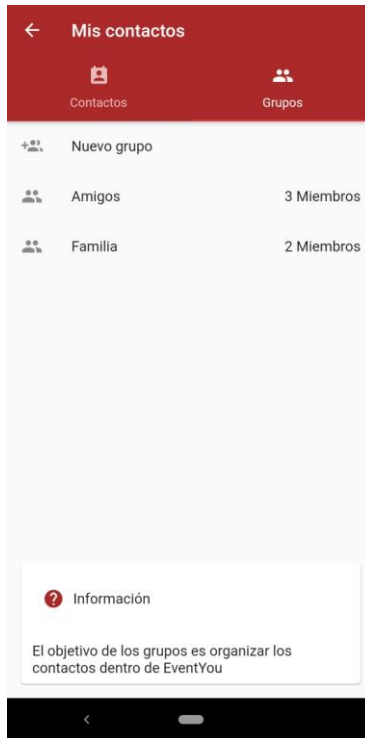 Mis contactos
Contactos
Grupos
Nuevo grupo
Amigos 3 Miembros
Familia 2 Miembros
Información
El objetivo de los grupos es organizar los
contactos dentro de EventYou